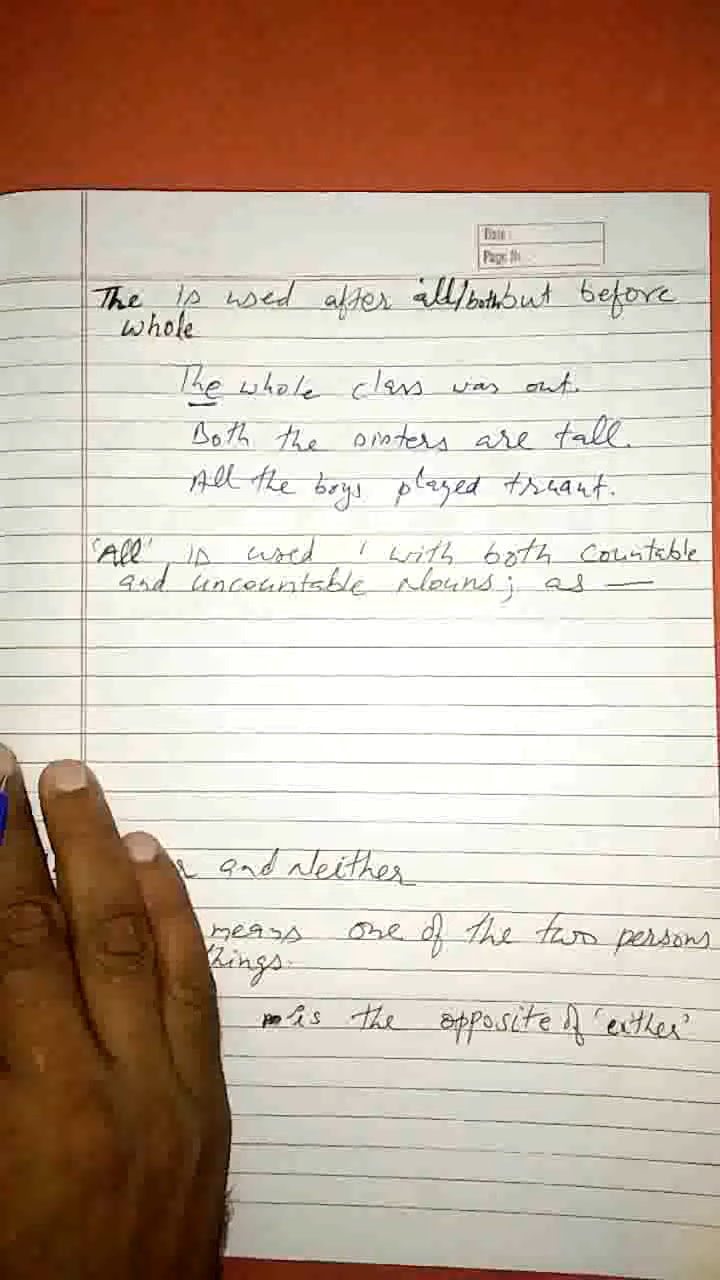 Date :
Page No.
The is used after all/both but before
whole
The whole class was out.
Both the sisters are tall.
All the boys played truant.
'All' is used with both countable
and uncountable Nouns; as —
and Neither
means one of the two persons
things.
is the opposite of 'either'